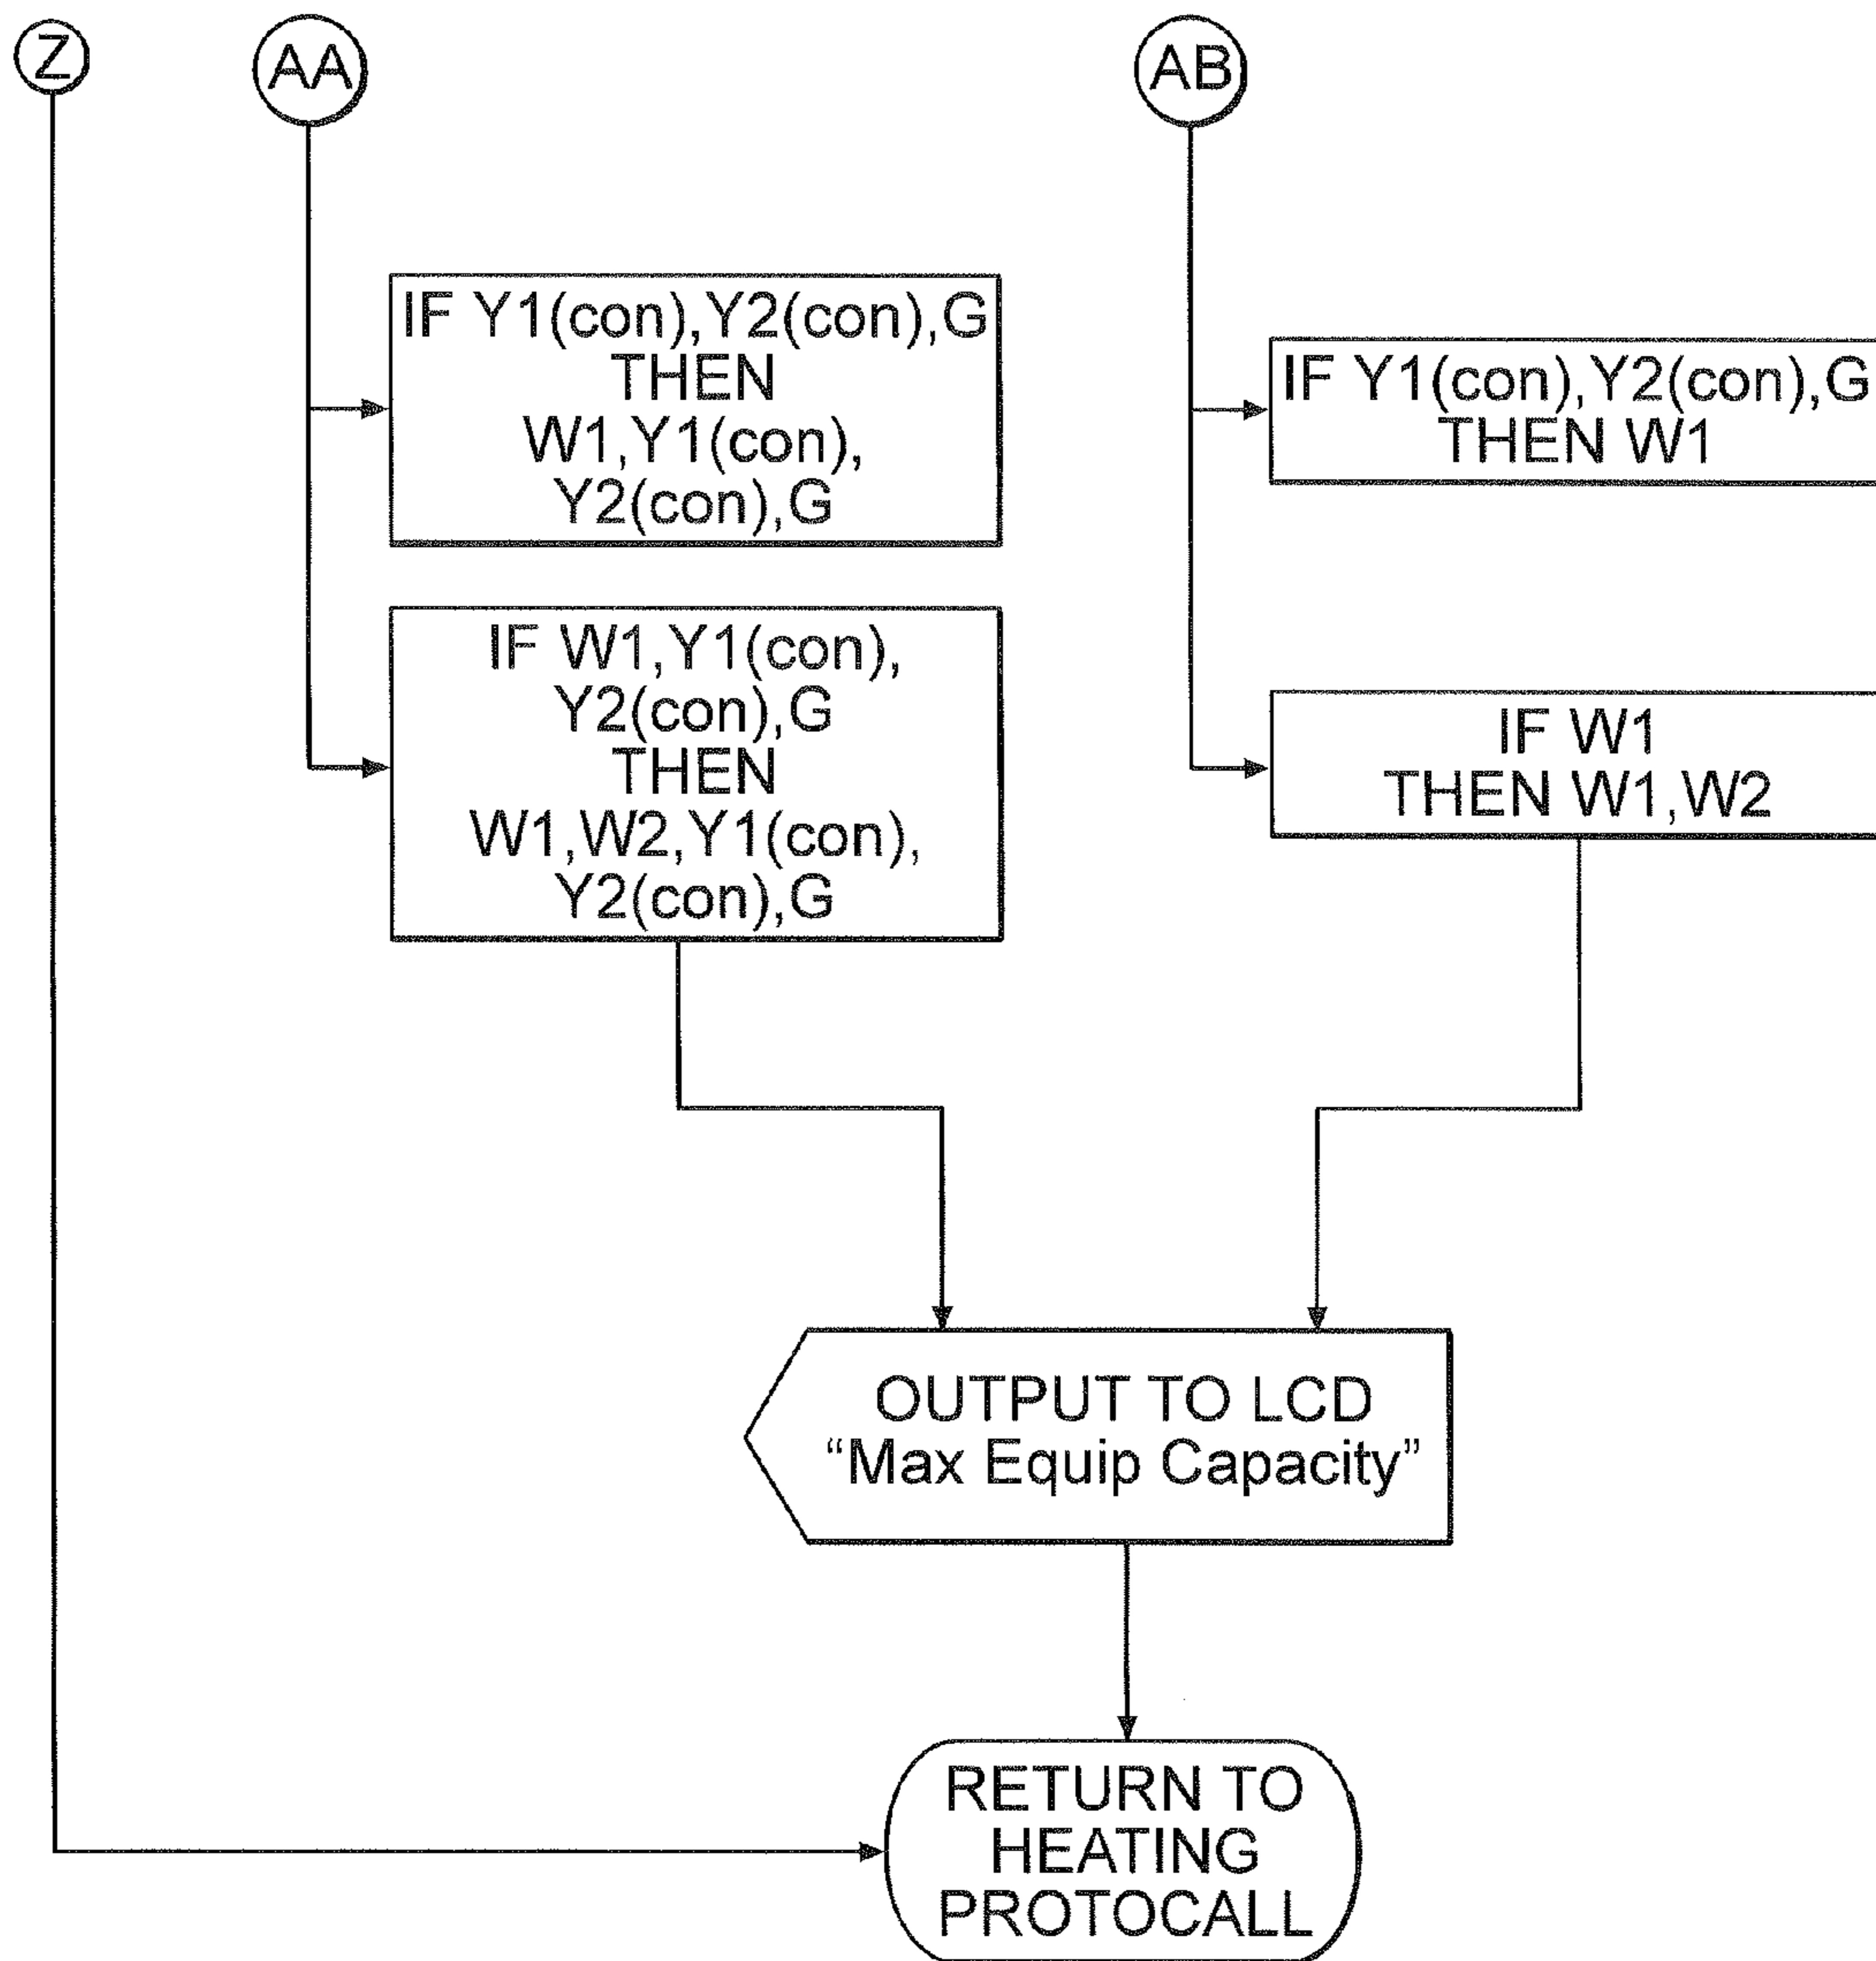 Z
AA
AB
IF Y1(con),Y2(con),G
THEN
W1,Y1(con),
Y2(con),G
IF Y1(con),Y2(con),G
THEN W1
IF W1,Y1(con),
Y2(con),G
THEN
W1,W2,Y1(con),
Y2(con),G
IF W1
THEN W1,W2
OUTPUT TO LCD
“Max Equip Capacity”
RETURN TO
HEATING
PROTOCALL